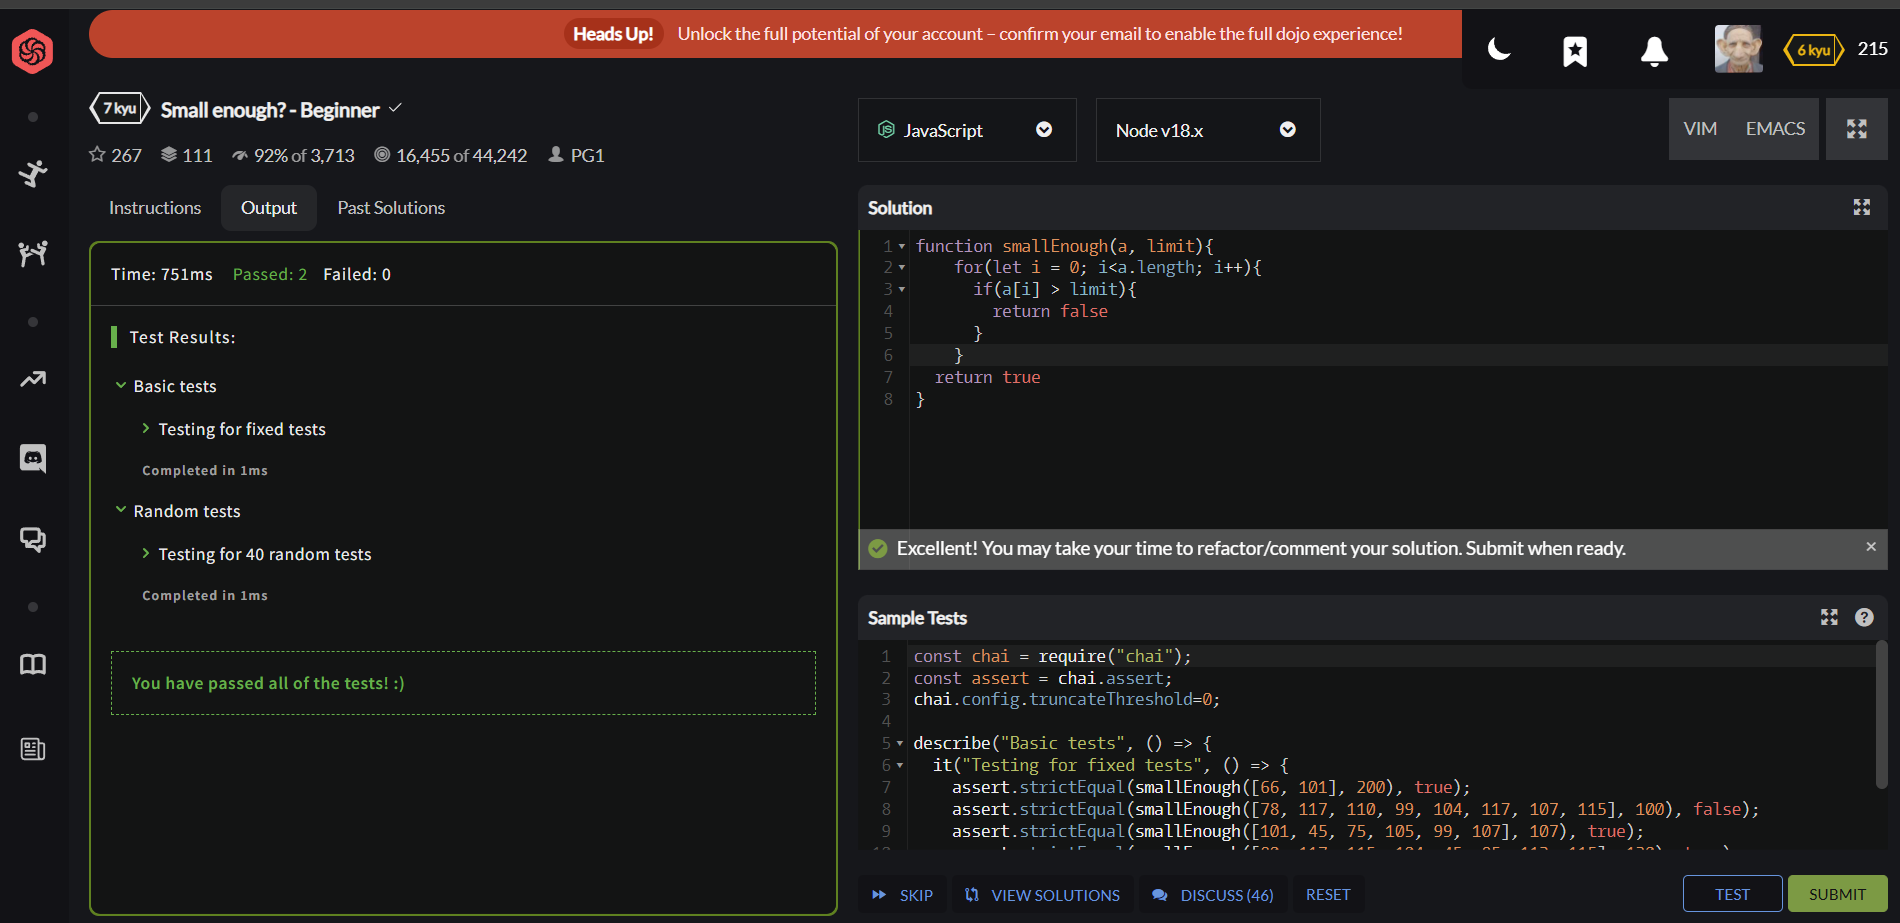 Heads Up! Unlock the full potential of your account – confirm your email to enable the full dojo experience!
6 kyu 215
7 kyu Small enough? - Beginner
267 111 92% of 3,713 16,455 of 44,242 PG1
JavaScript
Node v18.x
VIM EMACS
Instructions Output Past Solutions
Time: 751ms Passed: 2 Failed: 0
Test Results:
Basic tests
Testing for fixed tests
Completed in 1ms
Random tests
Testing for 40 random tests
Completed in 1ms
You have passed all of the tests! :)
Solution
1 function smallEnough(a, limit){
2 for(let i = 0; i<a.length; i++){
3 if(a[i] > limit){
4 return false
5 }
6 }
7 return true
8 }
Excellent! You may take your time to refactor/comment your solution. Submit when ready.
Sample Tests
1 const chai = require("chai");
2 const assert = chai.assert;
3 chai.config.truncateThreshold=0;
4
5 describe("Basic tests", () => {
6 it("Testing for fixed tests", () => {
7 assert.strictEqual(smallEnough([66, 101], 200), true);
8 assert.strictEqual(smallEnough([78, 117, 110, 99, 104, 117, 107, 115], 100), false);
9 assert.strictEqual(smallEnough([101, 45, 75, 105, 99, 107], 107), true);
SKIP VIEW SOLUTIONS DISCUSS (46) RESET
TEST SUBMIT